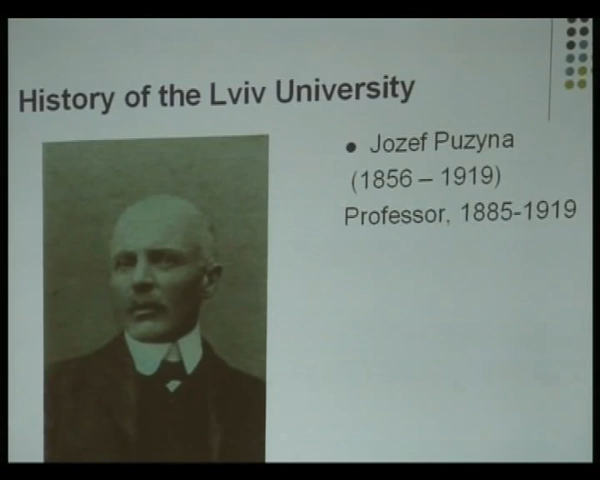 History of the Lviv University
• Jozef Puzyna
(1856 – 1919)
Professor, 1885-1919